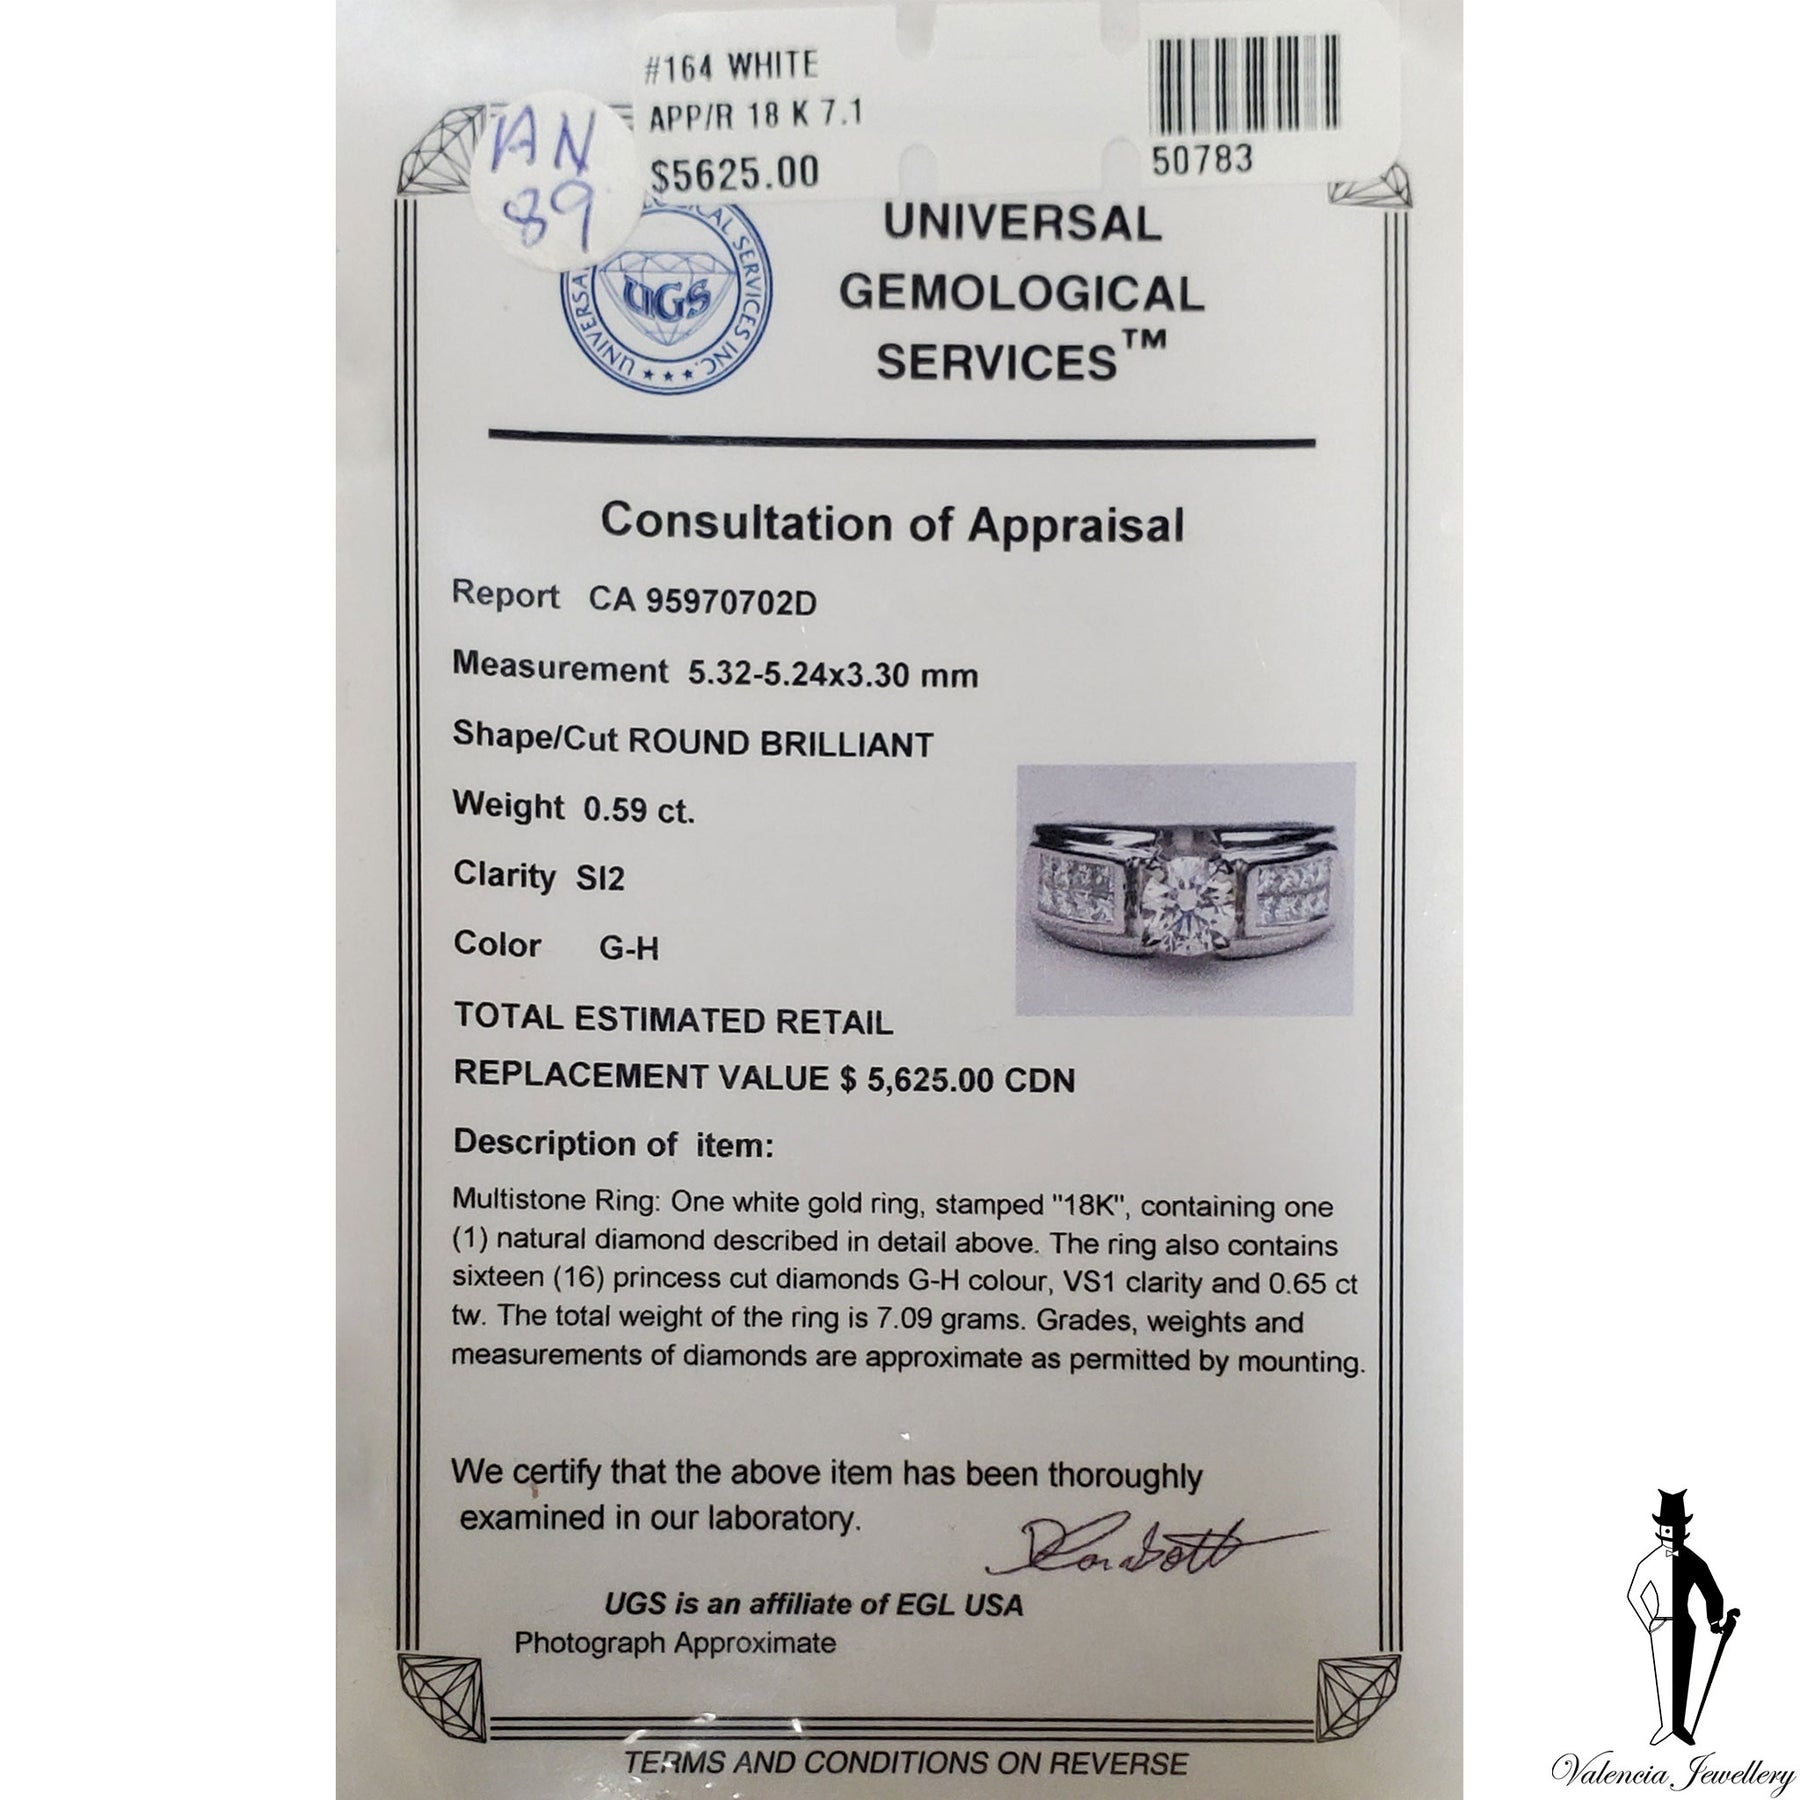 #164 WHITE
APP/R 18 K 7.1
$5625.00
50783
AN
89
UNIVERSAL SERVICES INC.
UGS
UNIVERSAL
GEMOLOGICAL
SERVICES™
Consultation of Appraisal
Report CA 95970702D
Measurement 5.32-5.24x3.30 mm
Shape/Cut ROUND BRILLIANT
Weight 0.59 ct.
Clarity SI2
Color G-H
TOTAL ESTIMATED RETAIL
REPLACEMENT VALUE $ 5,625.00 CDN
Description of item:
Multistone Ring: One white gold ring, stamped "18K", containing one
(1) natural diamond described in detail above. The ring also contains
sixteen (16) princess cut diamonds G-H colour, VS1 clarity and 0.65 ct
tw. The total weight of the ring is 7.09 grams. Grades, weights and
measurements of diamonds are approximate as permitted by mounting.
We certify that the above item has been thoroughly
examined in our laboratory.
UGS is an affiliate of EGL USA
Photograph Approximate
TERMS AND CONDITIONS ON REVERSE
Valencia Jewellery